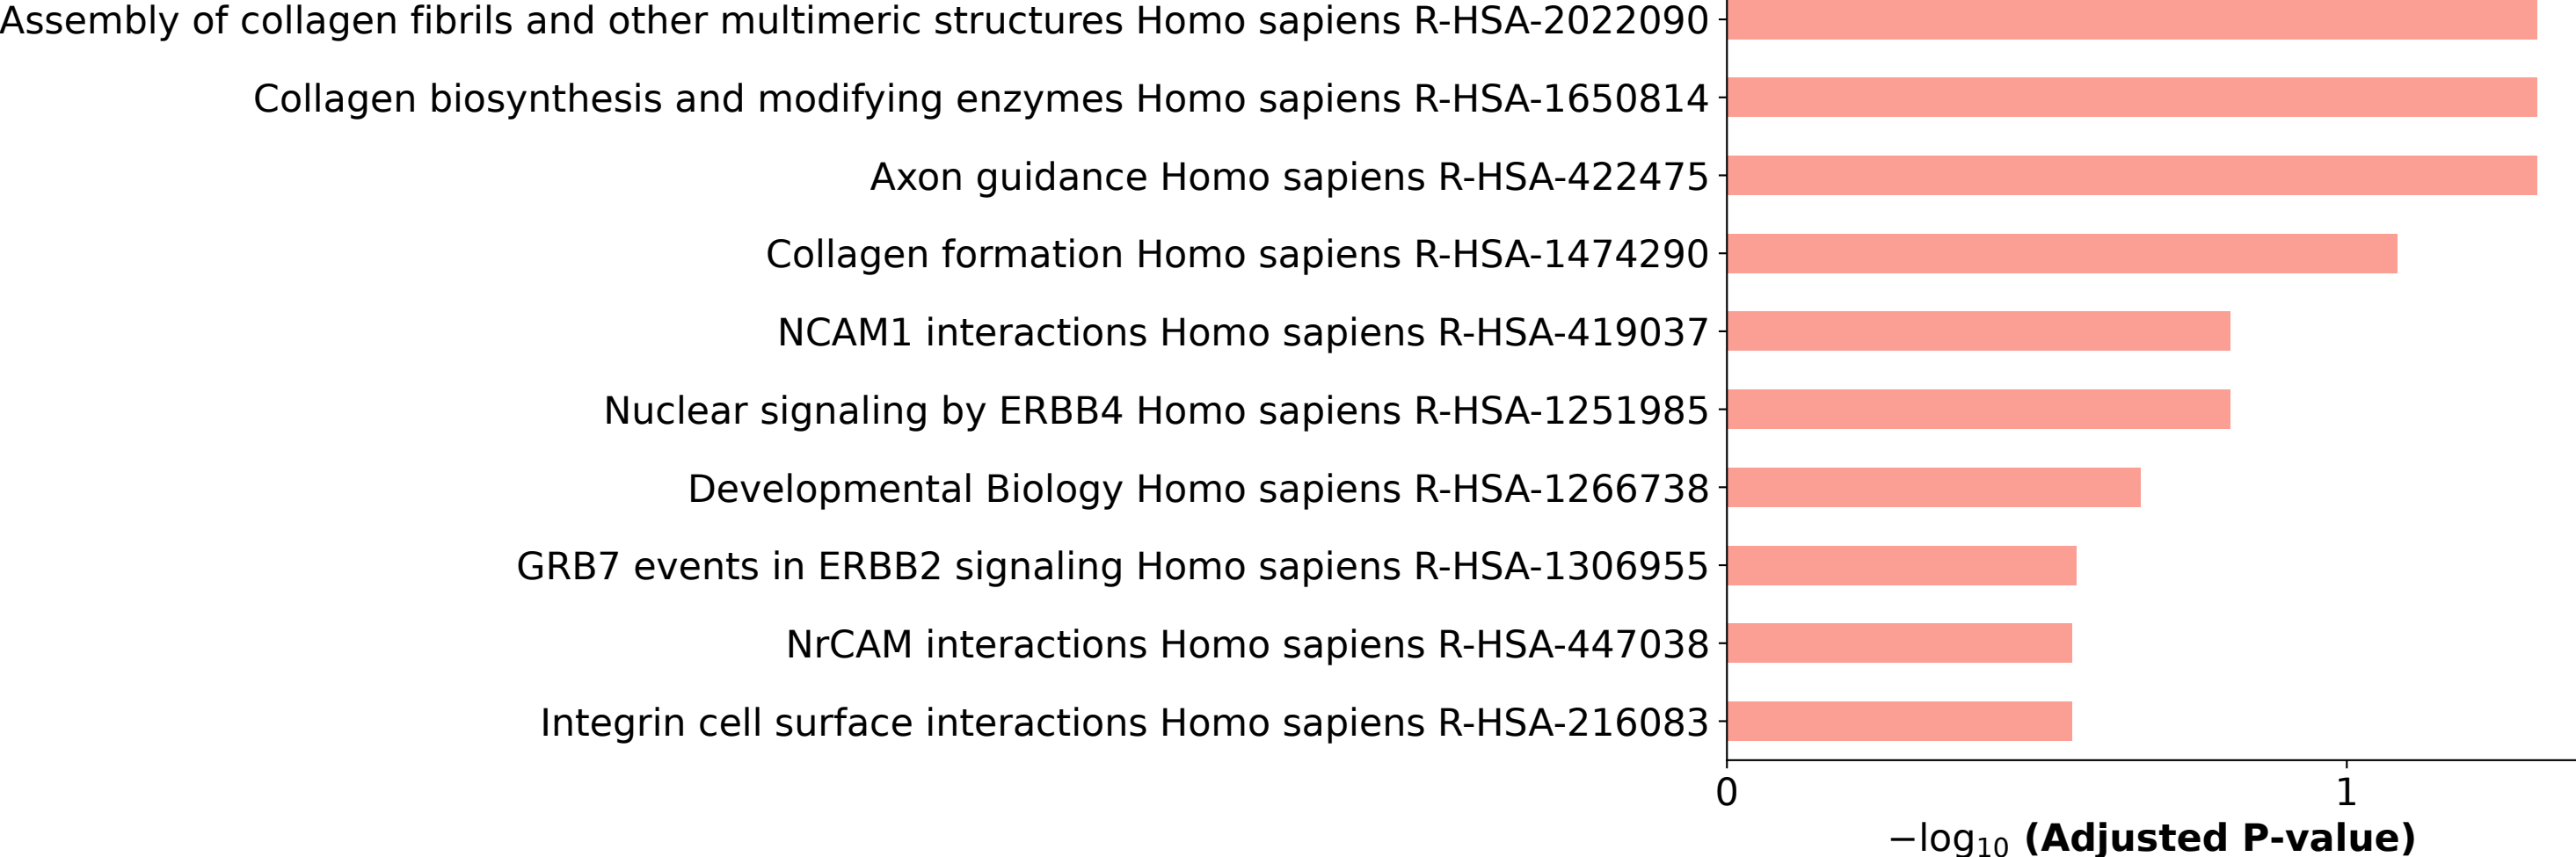 Assembly of collagen fibrils and other multimeric structures Homo sapiens R-HSA-2022090
Collagen biosynthesis and modifying enzymes Homo sapiens R-HSA-1650814
Axon guidance Homo sapiens R-HSA-422475
Collagen formation Homo sapiens R-HSA-1474290
NCAM1 interactions Homo sapiens R-HSA-419037
Nuclear signaling by ERBB4 Homo sapiens R-HSA-1251985
Developmental Biology Homo sapiens R-HSA-1266738
GRB7 events in ERBB2 signaling Homo sapiens R-HSA-1306955
NrCAM interactions Homo sapiens R-HSA-447038
Integrin cell surface interactions Homo sapiens R-HSA-216083
0 1
−log₁₀ (Adjusted P-value)